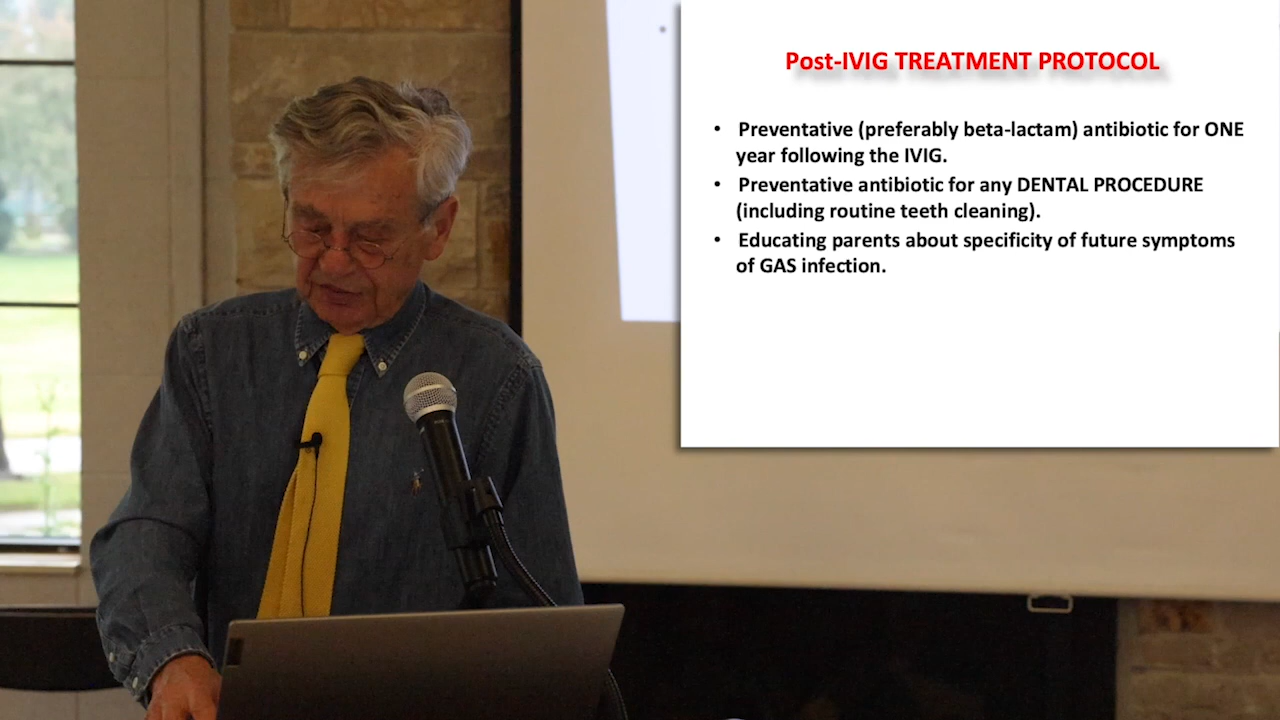 Post-IVIG TREATMENT PROTOCOL
• Preventative (preferably beta-lactam) antibiotic for ONE
year following the IVIG.
• Preventative antibiotic for any DENTAL PROCEDURE
(including routine teeth cleaning).
• Educating parents about specificity of future symptoms
of GAS infection.